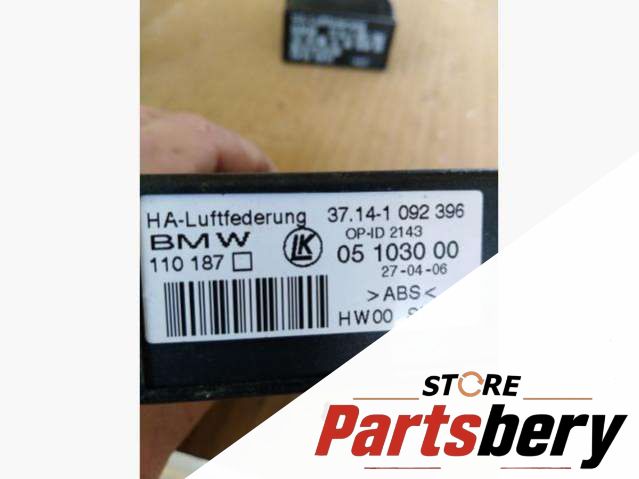 HA-Luftfederung 37.14-1 092 396
BMW LK OP-ID 2143
110 187 05 1030 00
27-04-06
>ABS<
HW00
STORE
Partsbery